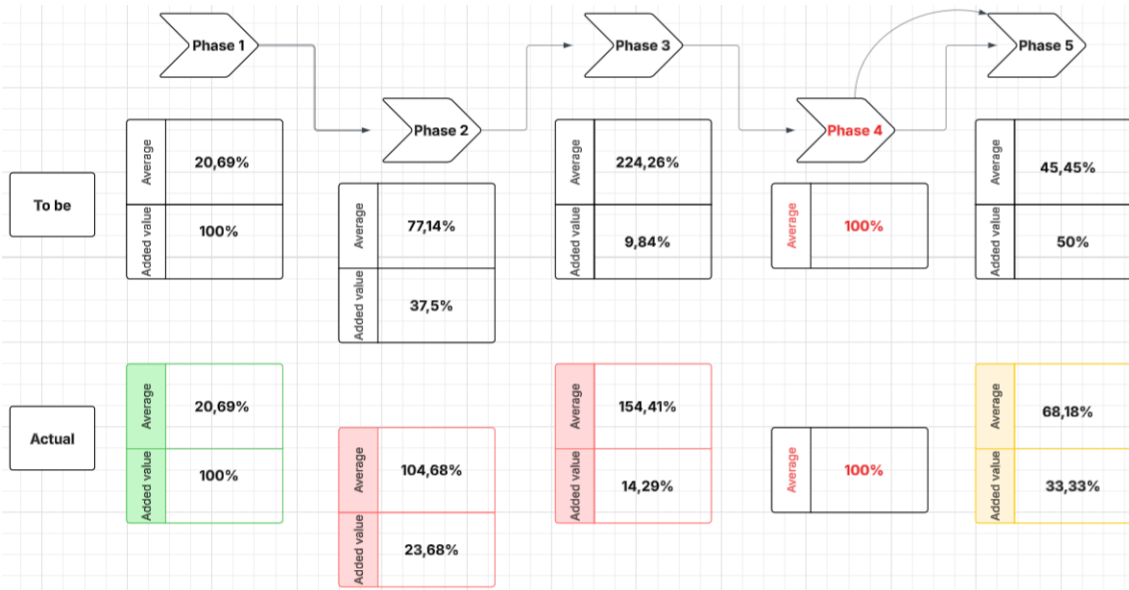 Phase 1
Phase 2
Phase 3
Phase 4
Phase 5
To be
Average
20,69%
Added value
100%
Average
77,14%
Added value
37,5%
Average
224,26%
Added value
9,84%
Average
100%
Average
45,45%
Added value
50%
Actual
Average
20,69%
Added value
100%
Average
104,68%
Added value
23,68%
Average
154,41%
Added value
14,29%
Average
100%
Average
68,18%
Added value
33,33%